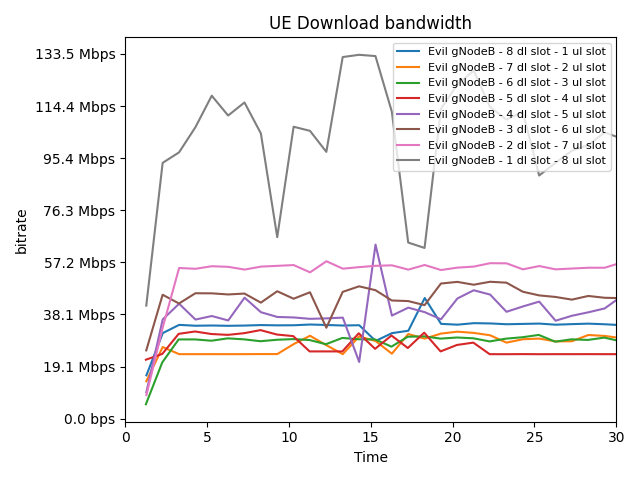 UE Download bandwidth
133.5 Mbps
114.4 Mbps
95.4 Mbps
76.3 Mbps
57.2 Mbps
38.1 Mbps
19.1 Mbps
0.0 bps
bitrate
Evil gNodeB - 8 dl slot - 1 ul slot
Evil gNodeB - 7 dl slot - 2 ul slot
Evil gNodeB - 6 dl slot - 3 ul slot
Evil gNodeB - 5 dl slot - 4 ul slot
Evil gNodeB - 4 dl slot - 5 ul slot
Evil gNodeB - 3 dl slot - 6 ul slot
Evil gNodeB - 2 dl slot - 7 ul slot
Evil gNodeB - 1 dl slot - 8 ul slot
0 5 10 15 20 25 30
Time